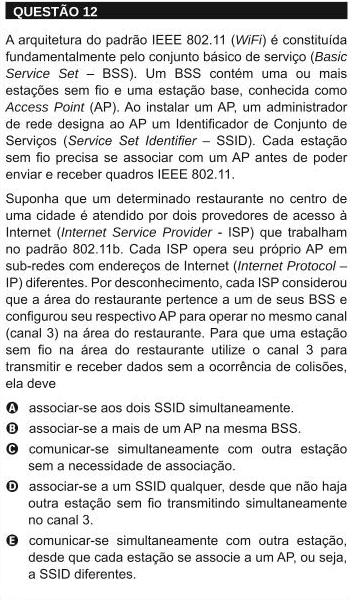 QUESTÃO 12
A arquitetura do padrão IEEE 802.11 (WiFi) é constituída
fundamentalmente pelo conjunto básico de serviço (Basic
Service Set – BSS). Um BSS contém uma ou mais
estações sem fio e uma estação base, conhecida como
Access Point (AP). Ao instalar um AP, um administrador
de rede designa ao AP um Identificador de Conjunto de
Serviços (Service Set Identifier – SSID). Cada estação
sem fio precisa se associar com um AP antes de poder
enviar e receber quadros IEEE 802.11.
Suponha que um determinado restaurante no centro de
uma cidade é atendido por dois provedores de acesso à
Internet (Internet Service Provider - ISP) que trabalham
no padrão 802.11b. Cada ISP opera seu próprio AP em
sub-redes com endereços de Internet (Internet Protocol –
IP) diferentes. Por desconhecimento, cada ISP considerou
que a área do restaurante pertence a um de seus BSS e
configurou seu respectivo AP para operar no mesmo canal
(canal 3) na área do restaurante. Para que uma estação
sem fio na área do restaurante utilize o canal 3 para
transmitir e receber dados sem a ocorrência de colisões,
ela deve
A associar-se aos dois SSID simultaneamente.
B associar-se a mais de um AP na mesma BSS.
C comunicar-se simultaneamente com outra estação
sem a necessidade de associação.
D associar-se a um SSID qualquer, desde que não haja
outra estação sem fio transmitindo simultaneamente
no canal 3.
E comunicar-se simultaneamente com outra estação,
desde que cada estação se associe a um AP, ou seja,
a SSID diferentes.